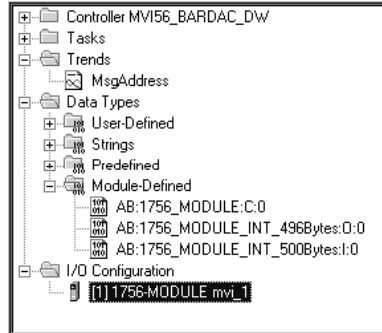 Controller MVI56_BARDAC_DW
Tasks
Trends
MsgAddress
Data Types
User-Defined
Strings
Predefined
Module-Defined
AB:1756_MODULE:C:0
AB:1756_MODULE_INT_496Bytes:O:0
AB:1756_MODULE_INT_500Bytes:I:0
I/O Configuration
[1] 1756-MODULE mvi_1